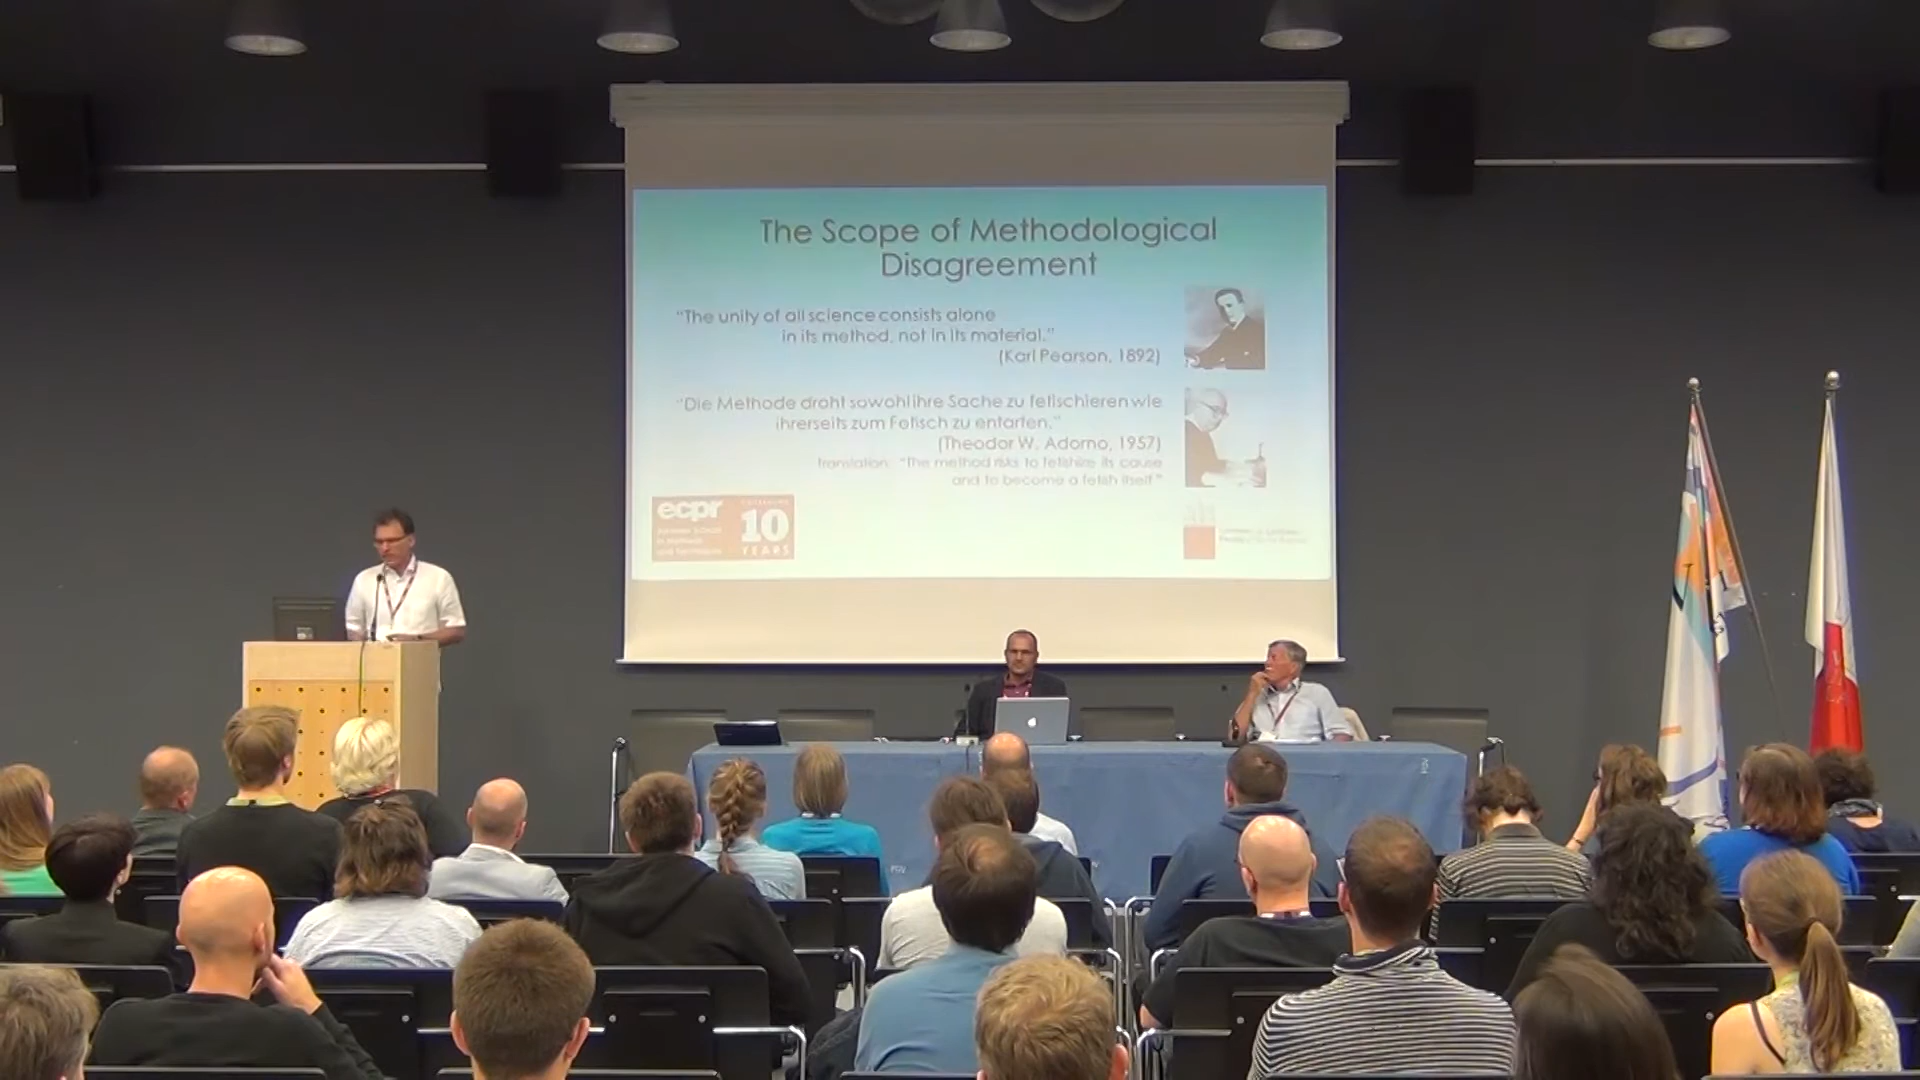 The Scope of Methodological
Disagreement
"The unity of all science consists alone
in its method, not in its material."
(Karl Pearson, 1892)
"Die Methode droht sowohl ihre Sache zu fetischieren wie
ihrerseits zum Fetisch zu entarten."
(Theodor W. Adorno, 1957)
Translation: "The method risks to fetishize its cause
and to become a fetish itself"
ecpr
10
YEARS